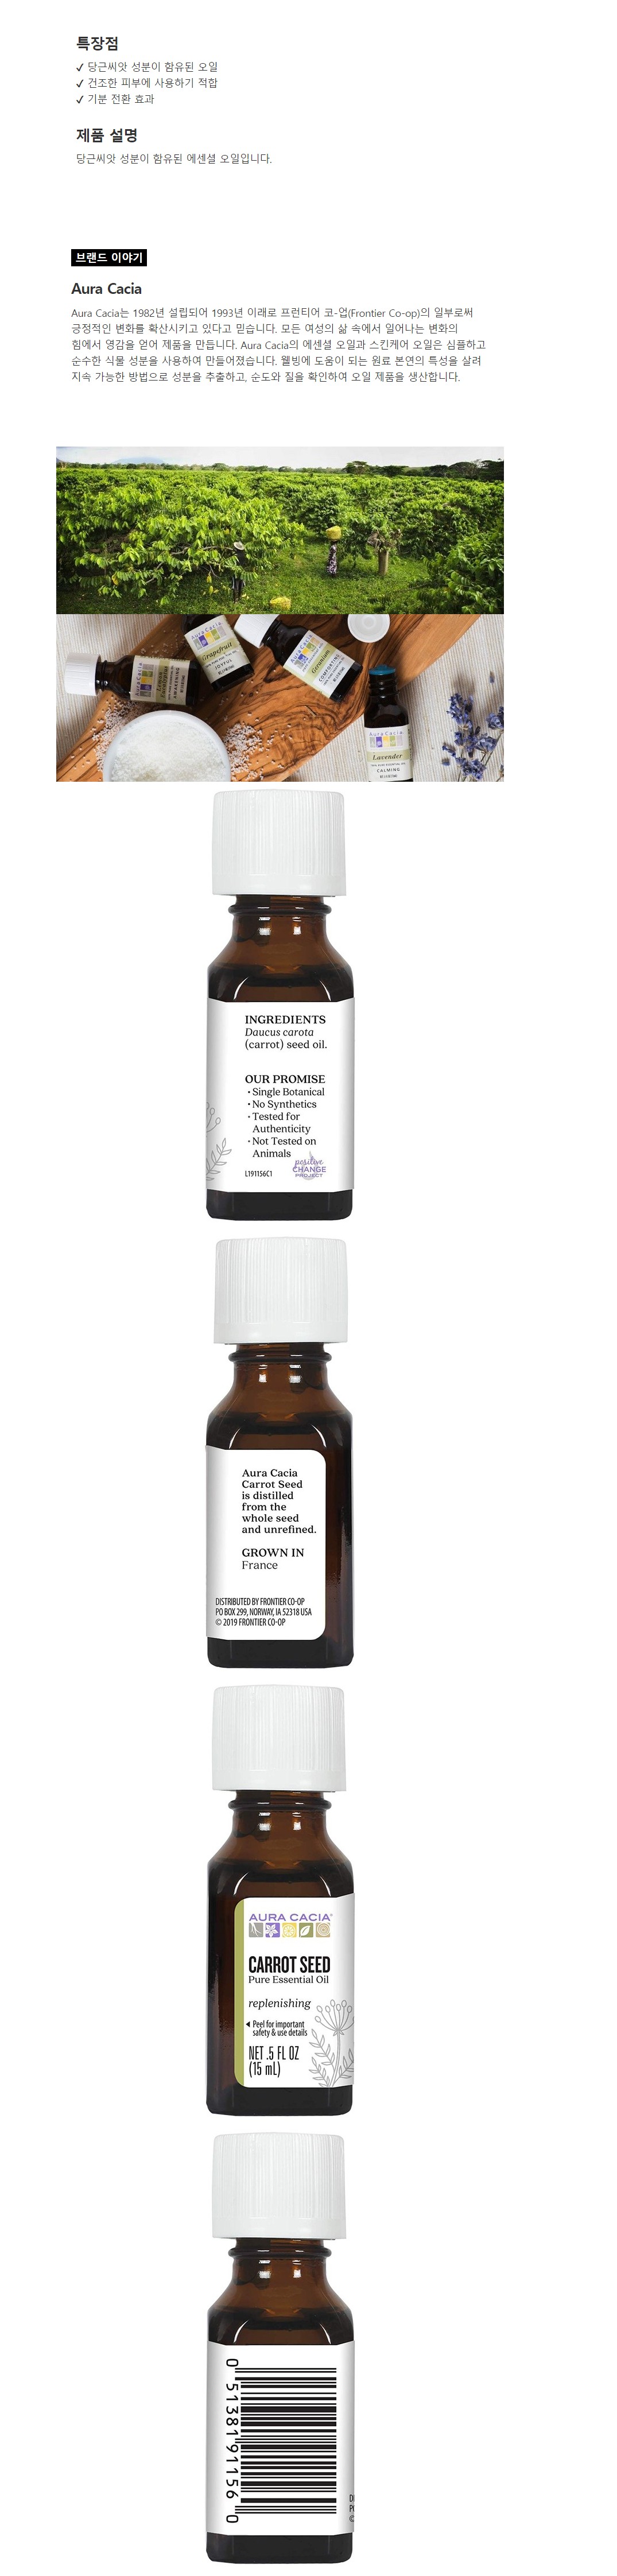 특장점
✓ 당근씨앗 성분이 함유된 오일
✓ 건조한 피부에 사용하기 적합
✓ 기분 전환 효과
제품 설명
당근씨앗 성분이 함유된 에센셜 오일입니다.
브랜드 이야기
Aura Cacia
Aura Cacia는 1982년 설립되어 1993년 이래로 프런티어 코-업(Frontier Co-op)의 일부로써
긍정적인 변화를 확산시키고 있다고 믿습니다. 모든 여성의 삶 속에서 일어나는 변화의
힘에서 영감을 얻어 제품을 만듭니다. Aura Cacia의 에센셜 오일과 스킨케어 오일은 심플하고
순수한 식물 성분을 사용하여 만들어졌습니다. 웰빙에 도움이 되는 원료 본연의 특성을 살려
지속 가능한 방법으로 성분을 추출하고, 순도와 질을 확인하여 오일 제품을 생산합니다.
Aura Cacia
Grapefruit
Aura Cacia
Geranium
COMFORTING
Aura Cacia
Lavender
CALMING
INGREDIENTS
Daucus carota
(carrot) seed oil.
OUR PROMISE
· Single Botanical
· No Synthetics
· Tested for
Authenticity
· Not Tested on
Animals
positive
CHANGE
PROJECT
L191156C1
Aura Cacia
Carrot Seed
is distilled
from the
whole seed
and unrefined.
GROWN IN
France
DISTRIBUTED BY FRONTIER CO-OP
PO BOX 299, NORWAY, IA 52318 USA
© 2019 FRONTIER CO-OP
AURA CACIA®
CARROT SEED
Pure Essential Oil
replenishing
◀ Peel for important
safety & use details
NET .5 FL OZ
(15 mL)
0 51381 91156 0